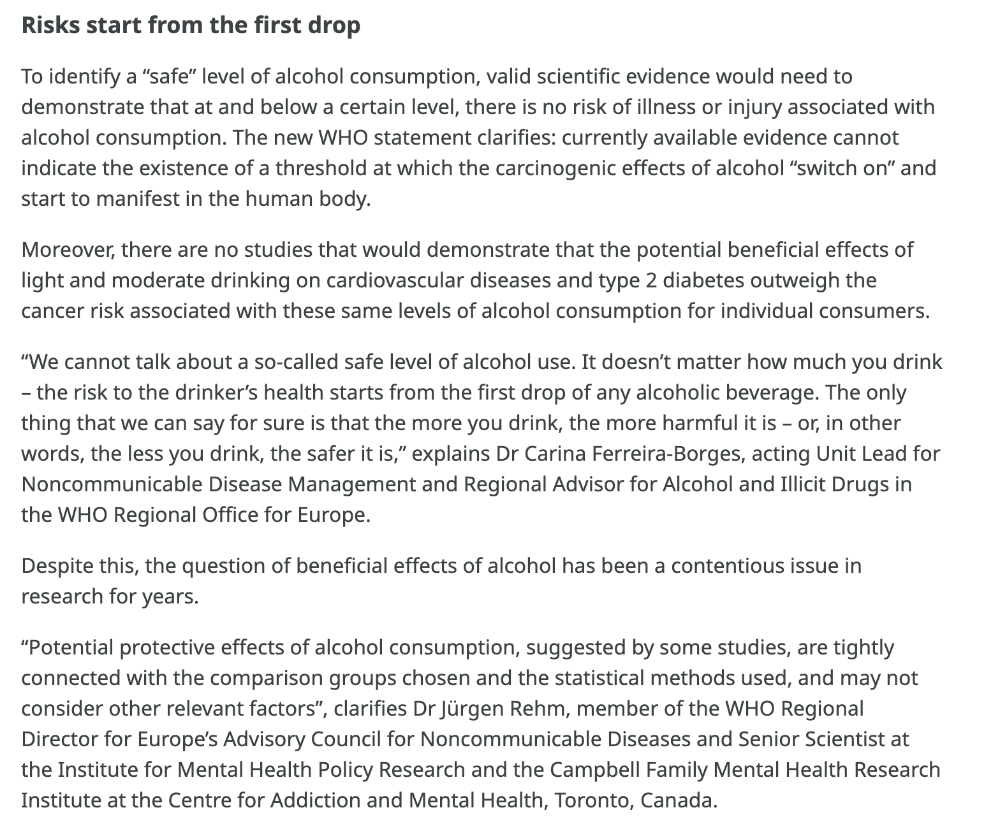 Risks start from the first drop
To identify a “safe” level of alcohol consumption, valid scientific evidence would need to
demonstrate that at and below a certain level, there is no risk of illness or injury associated with
alcohol consumption. The new WHO statement clarifies: currently available evidence cannot
indicate the existence of a threshold at which the carcinogenic effects of alcohol “switch on” and
start to manifest in the human body.
Moreover, there are no studies that would demonstrate that the potential beneficial effects of
light and moderate drinking on cardiovascular diseases and type 2 diabetes outweigh the
cancer risk associated with these same levels of alcohol consumption for individual consumers.
“We cannot talk about a so-called safe level of alcohol use. It doesn’t matter how much you drink
– the risk to the drinker’s health starts from the first drop of any alcoholic beverage. The only
thing that we can say for sure is that the more you drink, the more harmful it is – or, in other
words, the less you drink, the safer it is,” explains Dr Carina Ferreira-Borges, acting Unit Lead for
Noncommunicable Disease Management and Regional Advisor for Alcohol and Illicit Drugs in
the WHO Regional Office for Europe.
Despite this, the question of beneficial effects of alcohol has been a contentious issue in
research for years.
“Potential protective effects of alcohol consumption, suggested by some studies, are tightly
connected with the comparison groups chosen and the statistical methods used, and may not
consider other relevant factors”, clarifies Dr Jürgen Rehm, member of the WHO Regional
Director for Europe’s Advisory Council for Noncommunicable Diseases and Senior Scientist at
the Institute for Mental Health Policy Research and the Campbell Family Mental Health Research
Institute at the Centre for Addiction and Mental Health, Toronto, Canada.